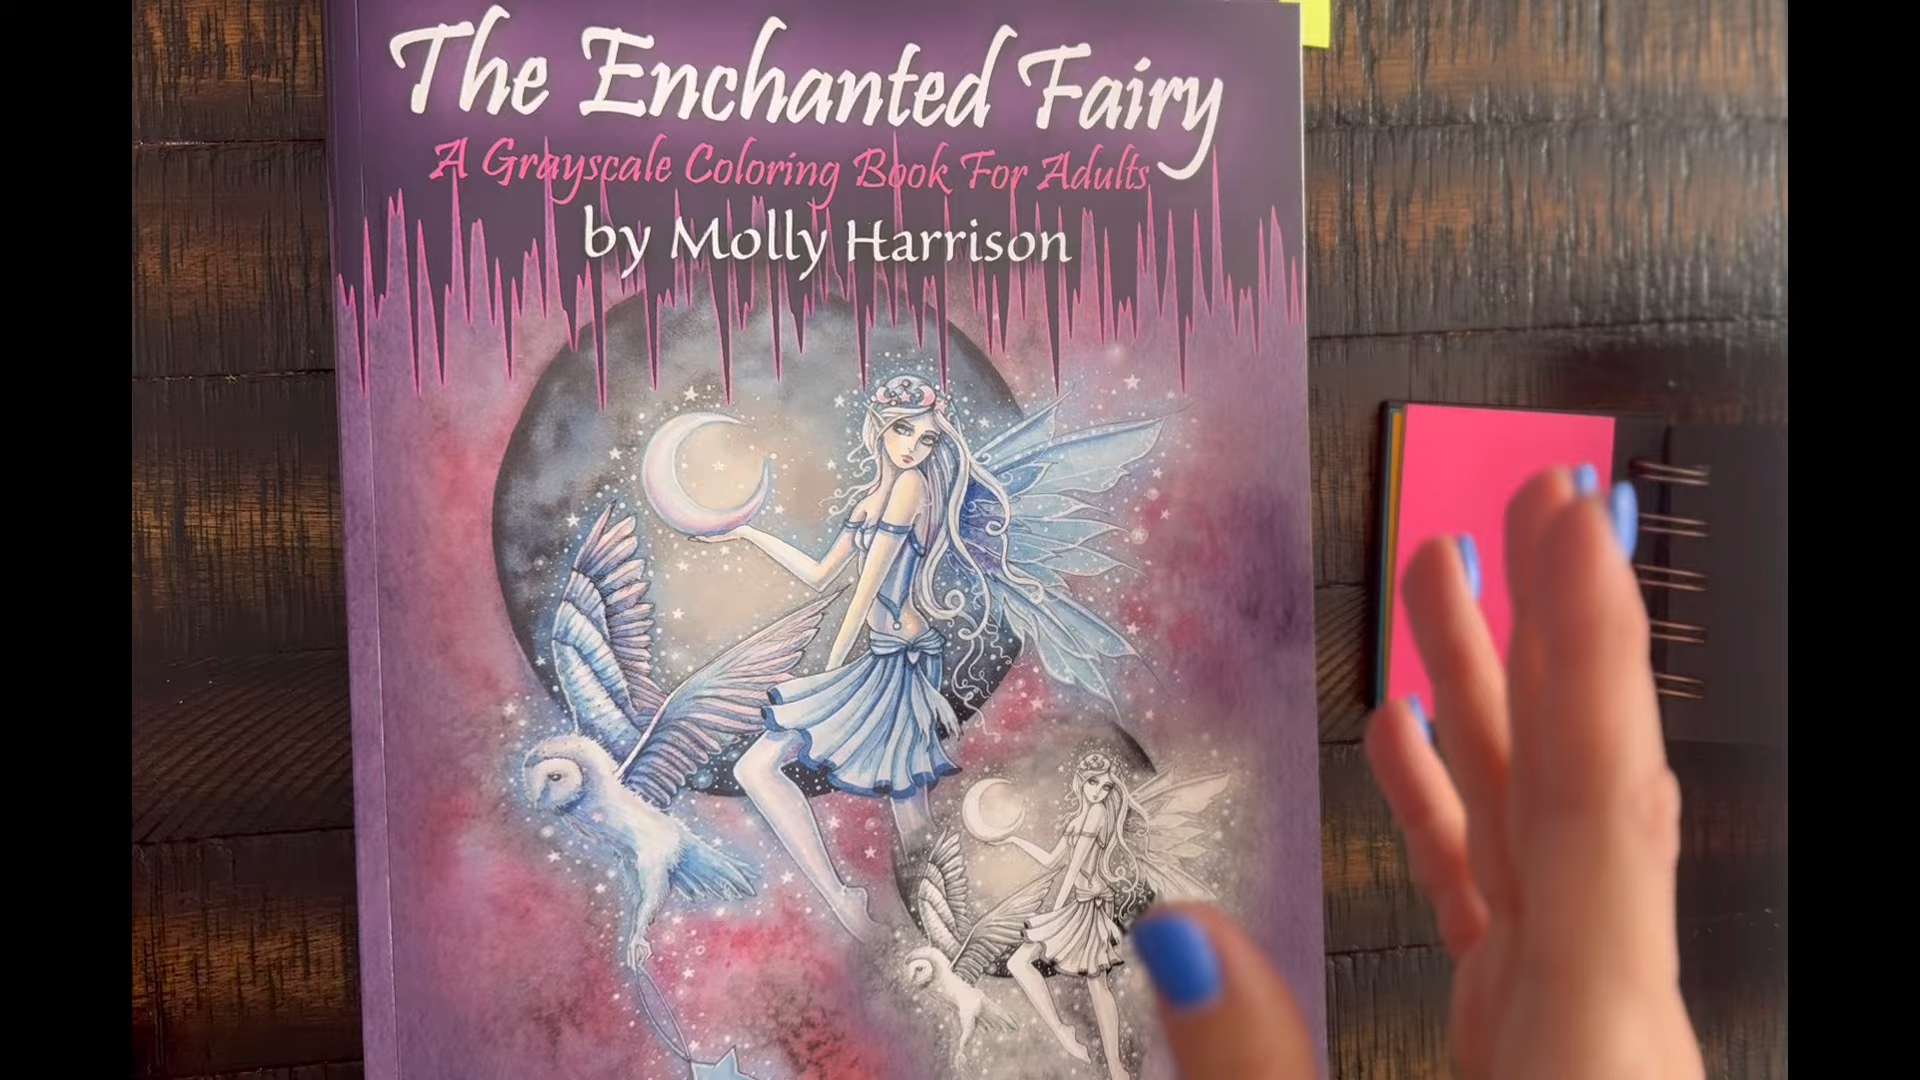 The Enchanted Fairy
A Grayscale Coloring Book For Adults
by Molly Harrison